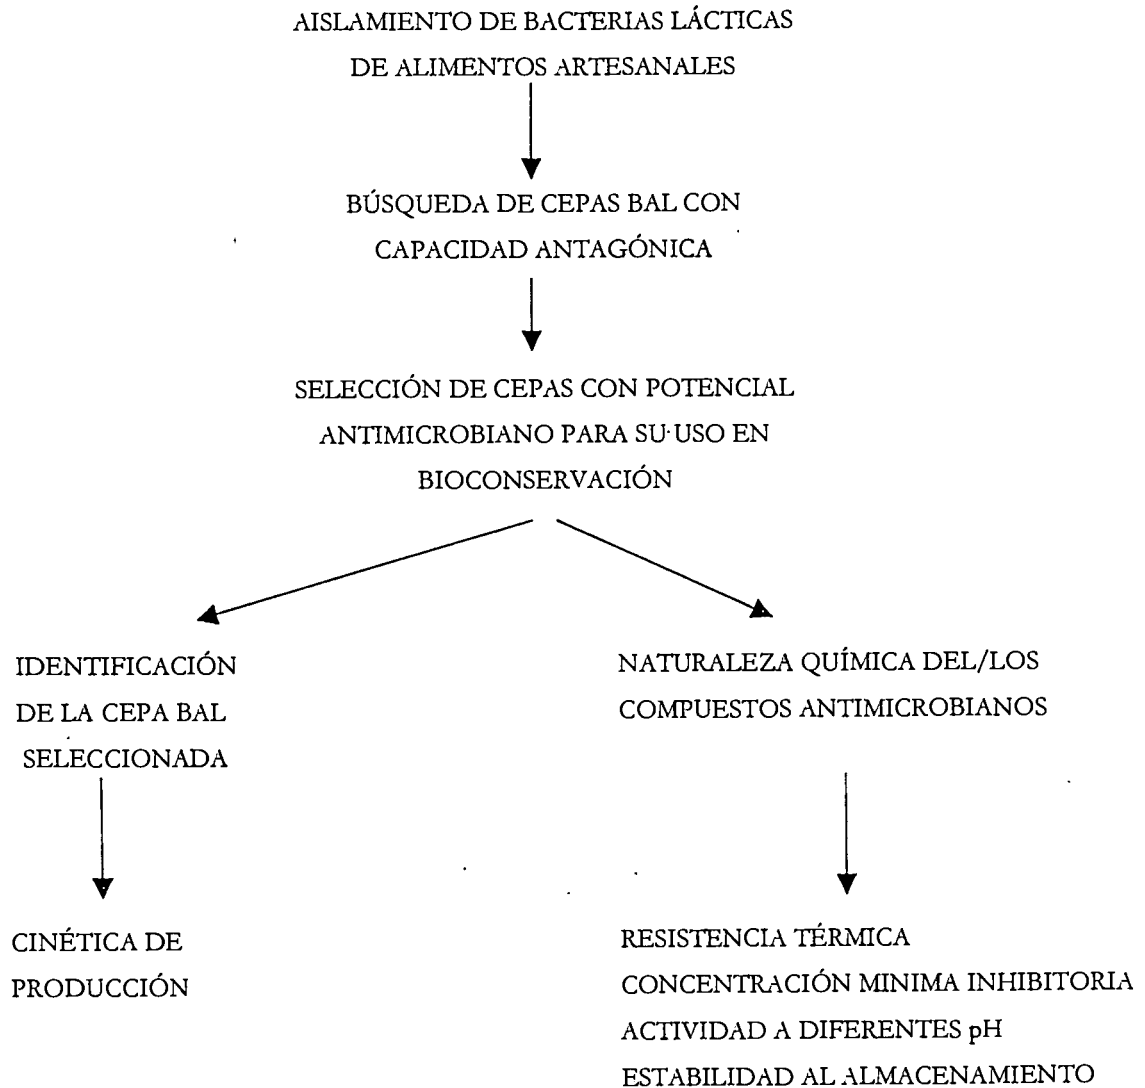 AISLAMIENTO DE BACTERIAS LÁCTICAS
DE ALIMENTOS ARTESANALES
BÚSQUEDA DE CEPAS BAL CON
CAPACIDAD ANTAGÓNICA
SELECCIÓN DE CEPAS CON POTENCIAL
ANTIMICROBIANO PARA SU USO EN
BIOCONSERVACIÓN
IDENTIFICACIÓN
DE LA CEPA BAL
SELECCIONADA
NATURALEZA QUÍMICA DEL/LOS
COMPUESTOS ANTIMICROBIANOS
CINÉTICA DE
PRODUCCIÓN
RESISTENCIA TÉRMICA
CONCENTRACIÓN MINIMA INHIBITORIA
ACTIVIDAD A DIFERENTES pH
ESTABILIDAD AL ALMACENAMIENTO